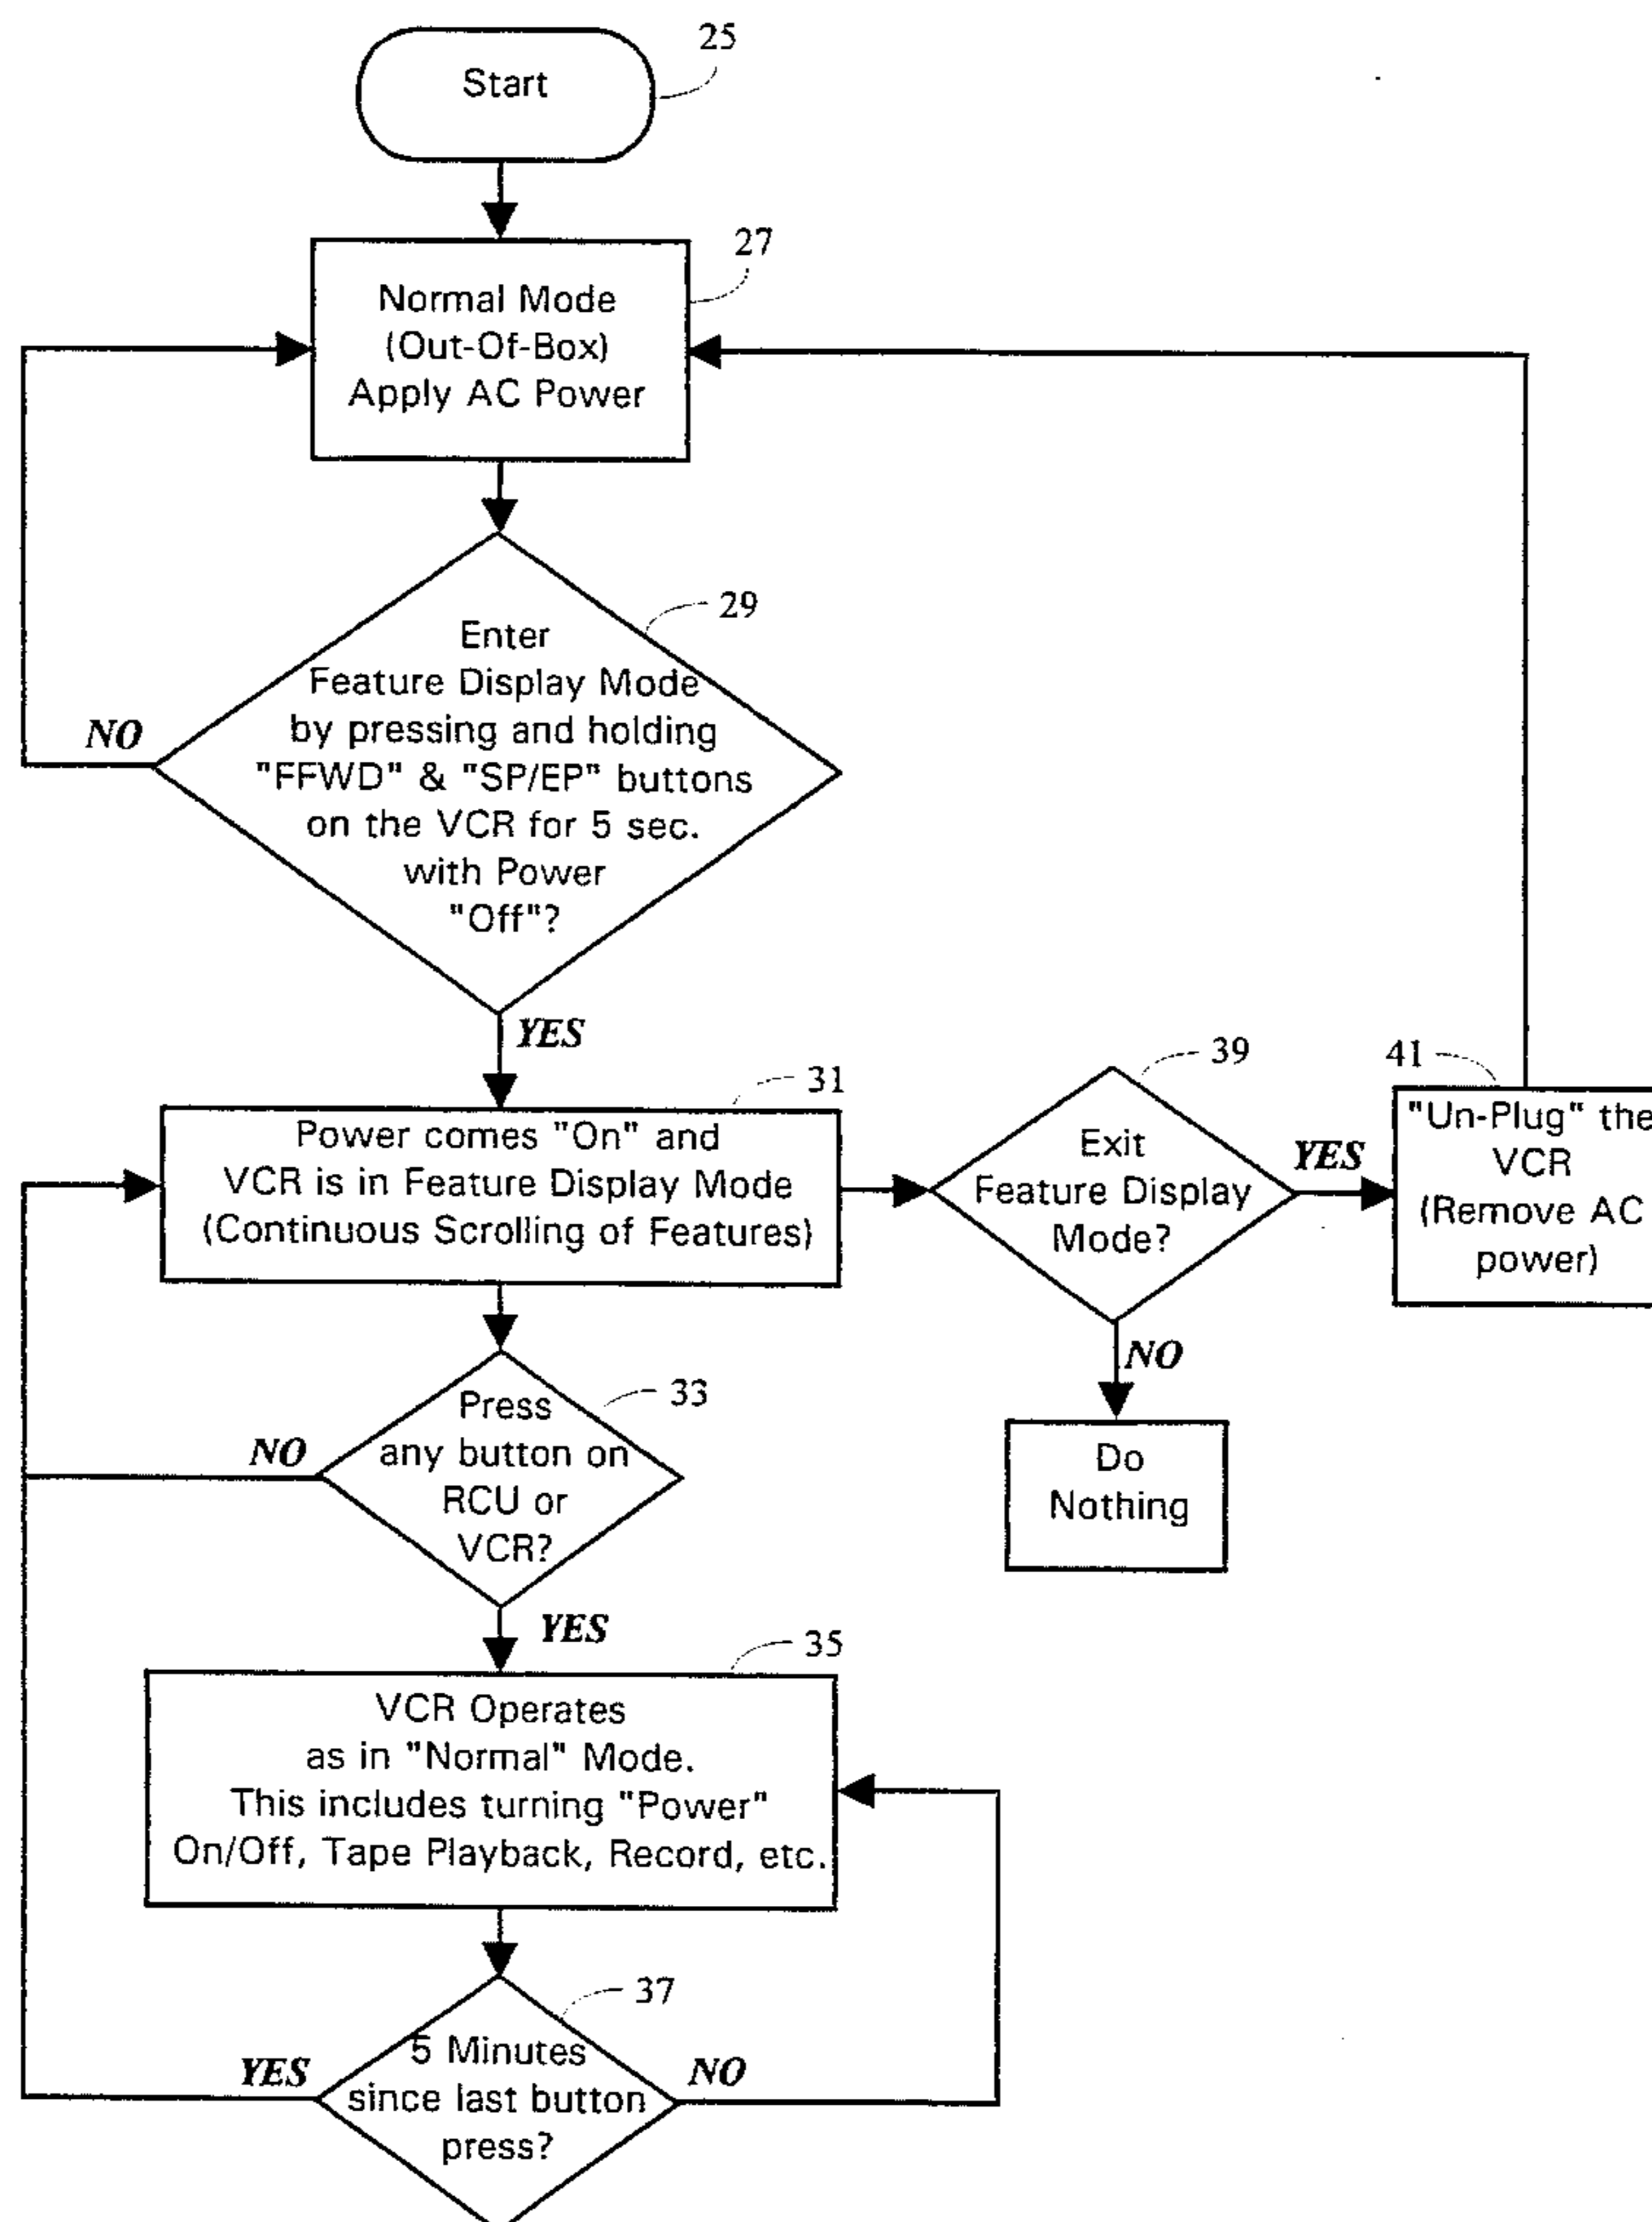 25
Start
27
Normal Mode
(Out-Of-Box)
Apply AC Power
29
Enter
Feature Display Mode
by pressing and holding
"FFWD" & "SP/EP" buttons
on the VCR for 5 sec.
with Power
"Off"?
NO
YES
31
Power comes "On" and
VCR is in Feature Display Mode
(Continuous Scrolling of Features)
39
Exit
Feature Display
Mode?
YES
NO
41
"Un-Plug" the
VCR
(Remove AC
power)
Do
Nothing
33
Press
any button on
RCU or
VCR?
NO
YES
35
VCR Operates
as in "Normal" Mode.
This includes turning "Power"
On/Off, Tape Playback, Record, etc.
37
5 Minutes
since last button
press?
YES
NO